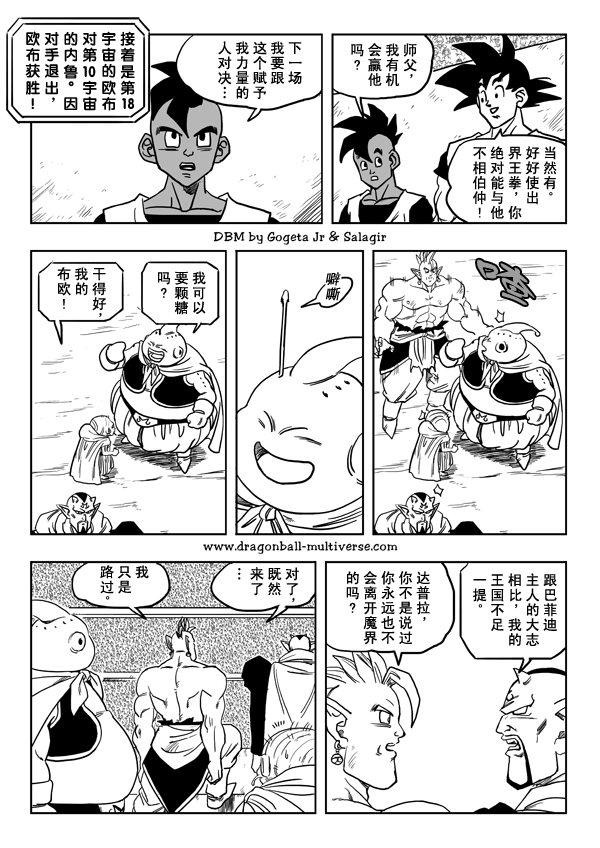 接着是第18
宇宙的欧布
对第10宇宙
的内鲁。因
对手退出，
欧布获胜！
下一场
我要跟
这个赋予
我力量的
人对决…
师父，
我有机
会赢他
吗？
当然有。
好好使出
界王拳，你
绝对能与他
不相伯仲！
DBM by Gogeta Jr & Salagir
干得好，
我的
布欧！
我可以
要颗糖
吗？
噼嘶
喳
www.dragonball-multiverse.com
我
只是
路过。
对了，
既然
来了
…
达普拉，
你不是说过
你永远也不
会离开魔界
的吗？
跟巴菲迪
主人的大志
相比，我的
王国不足
一提。